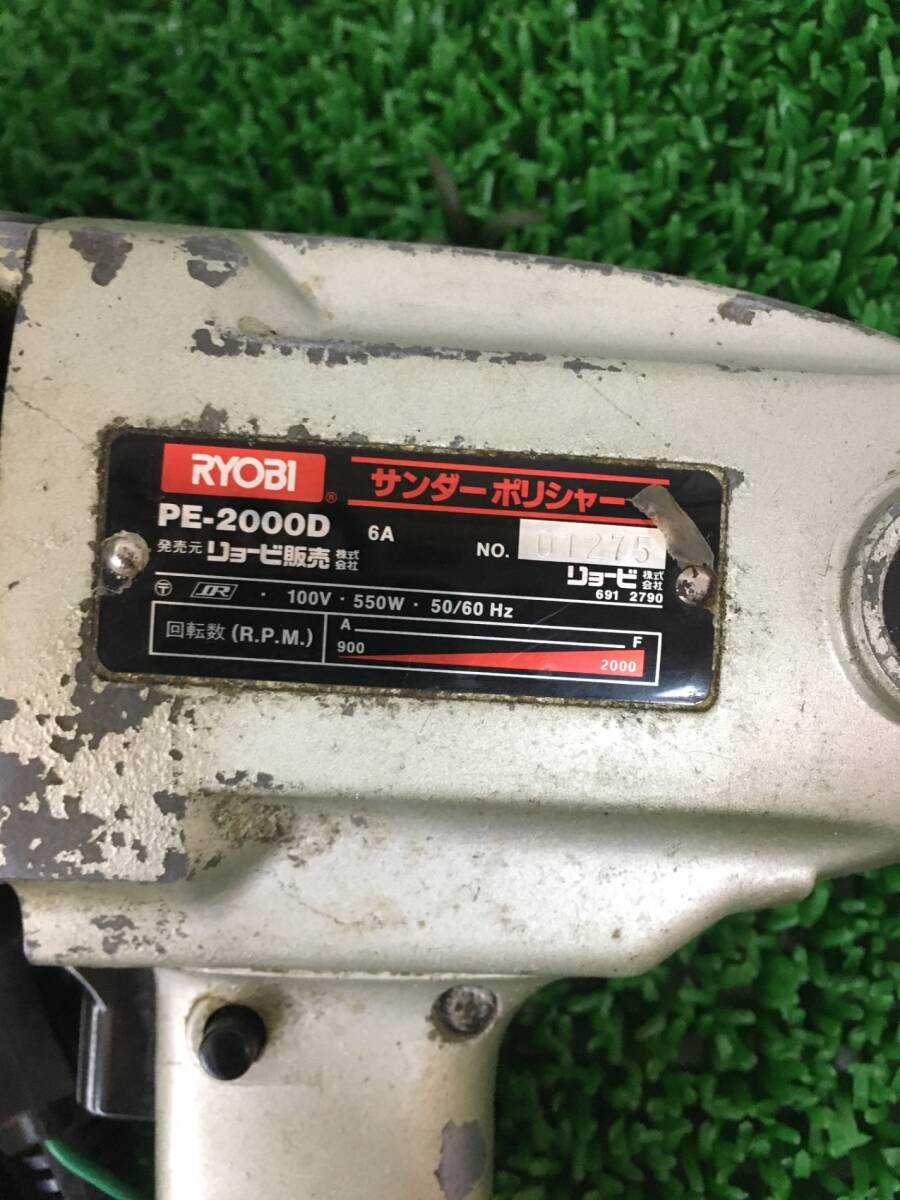 RYOBI ® サンダーポリシャー
PE-2000D 6A NO. 01275
発売元 リョービ販売 株式会社 リョービ 株式会社
691 2790
〒 · 100V · 550W · 50/60 Hz
回転数 (R.P.M.) A F
900 2000